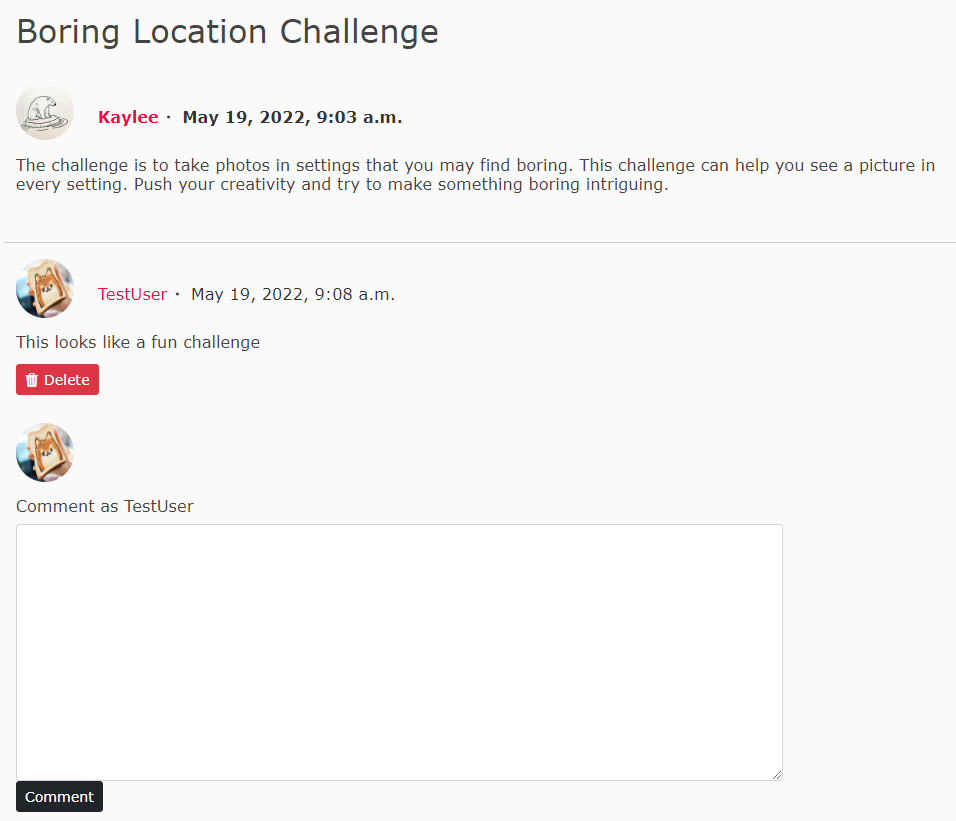 Boring Location Challenge
Kaylee · May 19, 2022, 9:03 a.m.
The challenge is to take photos in settings that you may find boring. This challenge can help you see a picture in
every setting. Push your creativity and try to make something boring intriguing.
TestUser · May 19, 2022, 9:08 a.m.
This looks like a fun challenge
Delete
Comment as TestUser
Comment